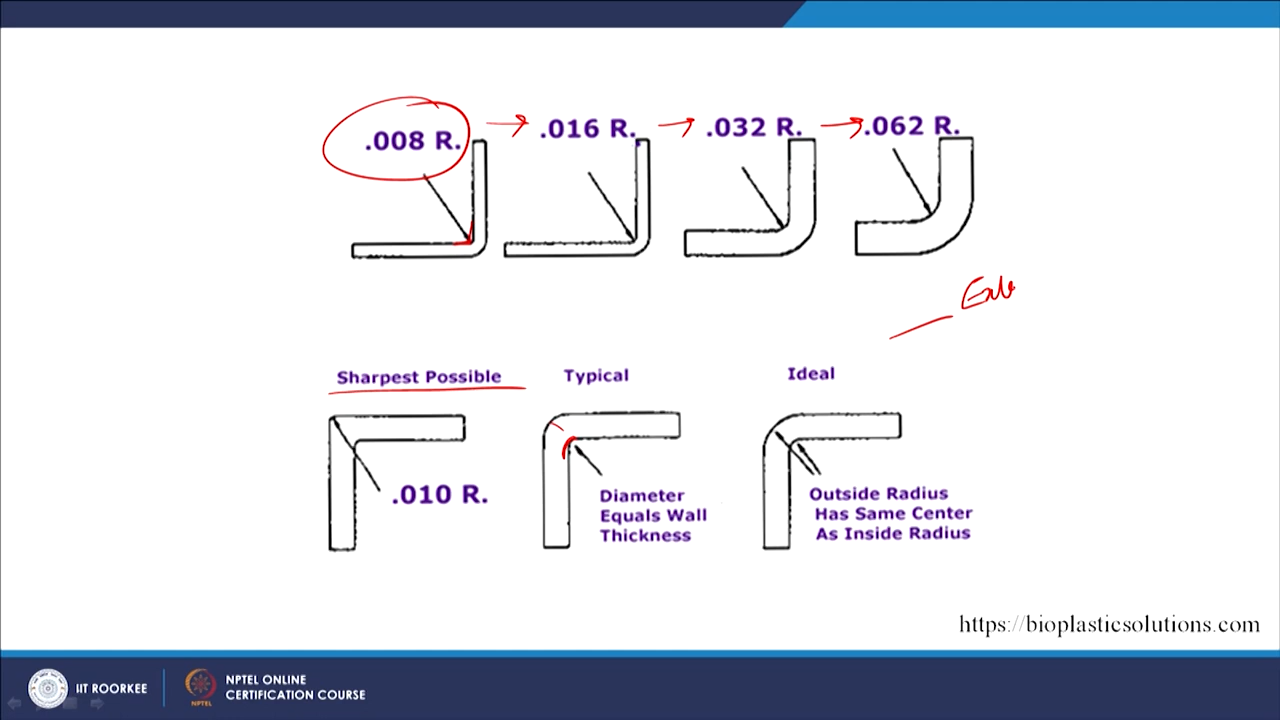 .008 R. .016 R. .032 R. .062 R.
Sharpest Possible Typical Ideal
.010 R.
Diameter
Equals Wall
Thickness
Outside Radius
Has Same Center
As Inside Radius
https://bioplasticsolutions.com
IIT ROORKEE
NPTEL ONLINE
CERTIFICATION COURSE
NPTEL